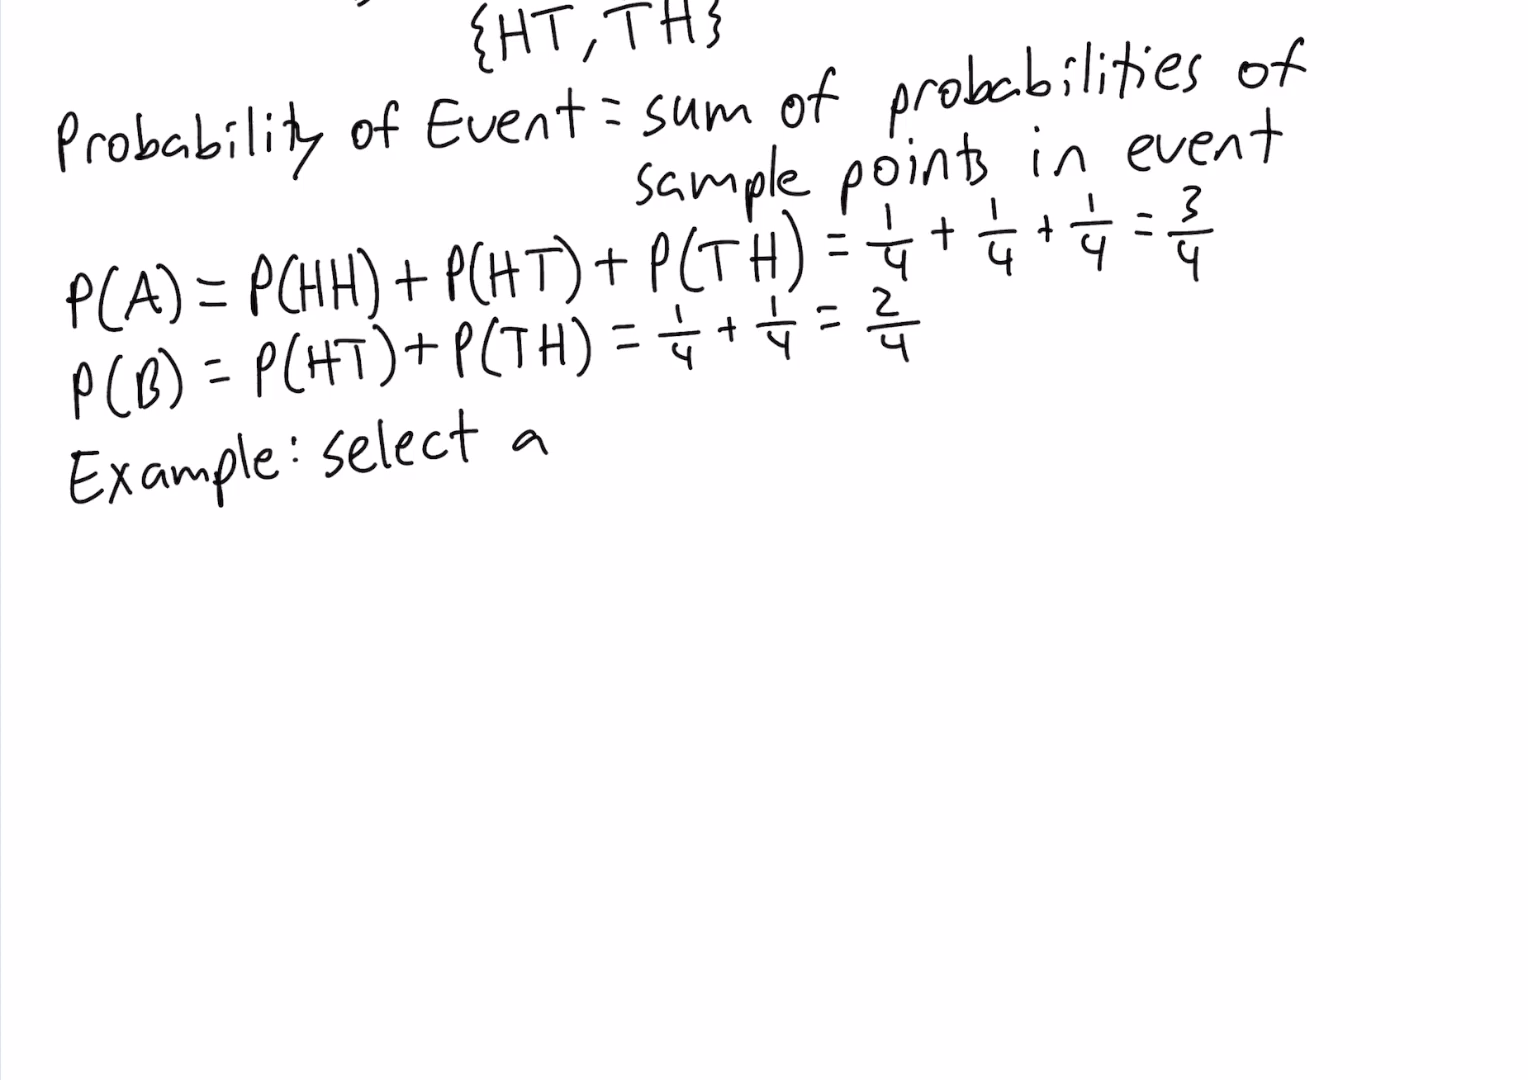 {HT, TH}
Probability of Event = sum of probabilities of
sample points in event
P(A) = P(HH) + P(HT) + P(TH) = 1/4 + 1/4 + 1/4 = 3/4
P(B) = P(HT) + P(TH) = 1/4 + 1/4 = 2/4
Example: select a